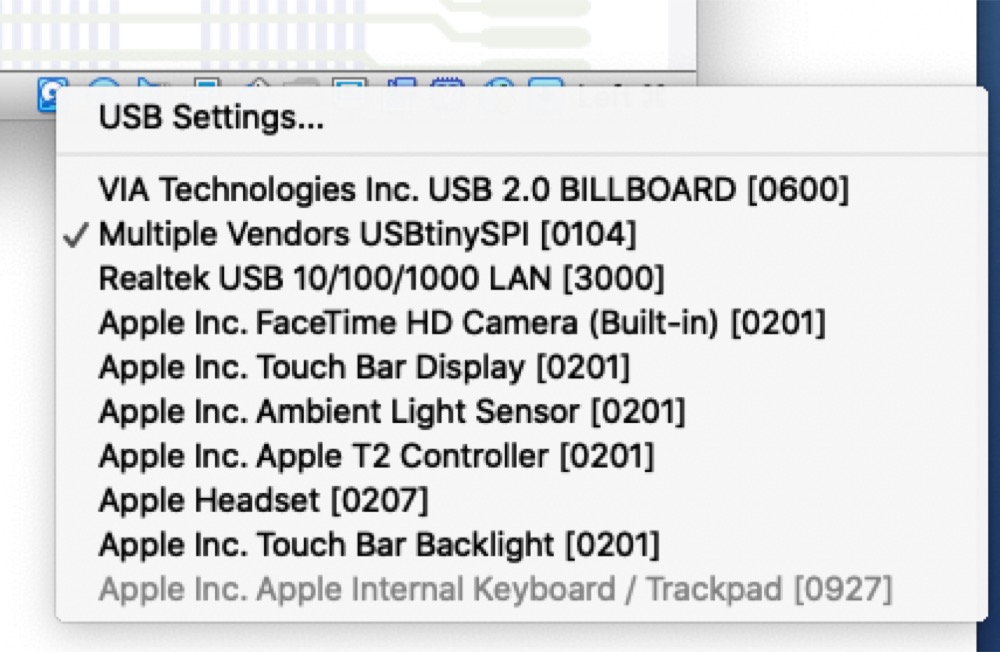 USB Settings...
VIA Technologies Inc. USB 2.0 BILLBOARD [0600]
✓ Multiple Vendors USBtinySPI [0104]
Realtek USB 10/100/1000 LAN [3000]
Apple Inc. FaceTime HD Camera (Built-in) [0201]
Apple Inc. Touch Bar Display [0201]
Apple Inc. Ambient Light Sensor [0201]
Apple Inc. Apple T2 Controller [0201]
Apple Headset [0207]
Apple Inc. Touch Bar Backlight [0201]
Apple Inc. Apple Internal Keyboard / Trackpad [0927]